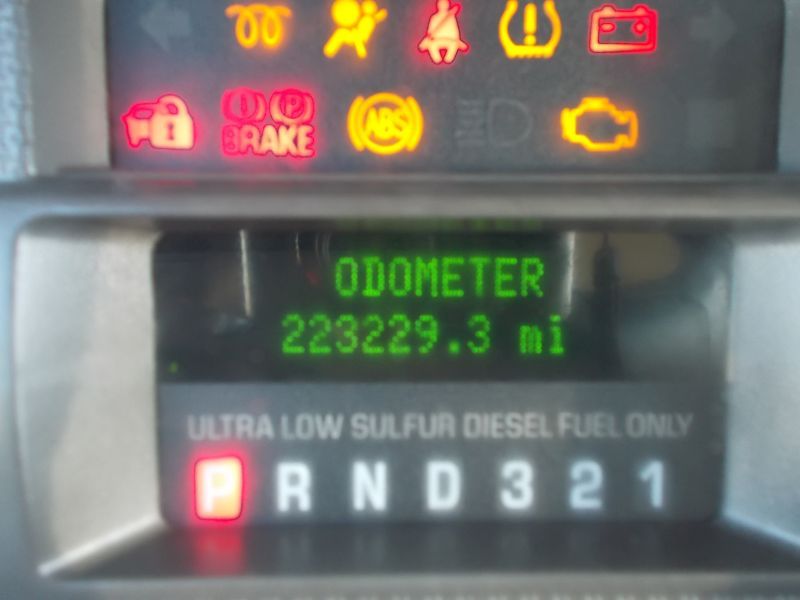 (!) (P)
BRAKE
ABS
ODOMETER
223229.3 mi
ULTRA LOW SULFUR DIESEL FUEL ONLY
P R N D 3 2 1